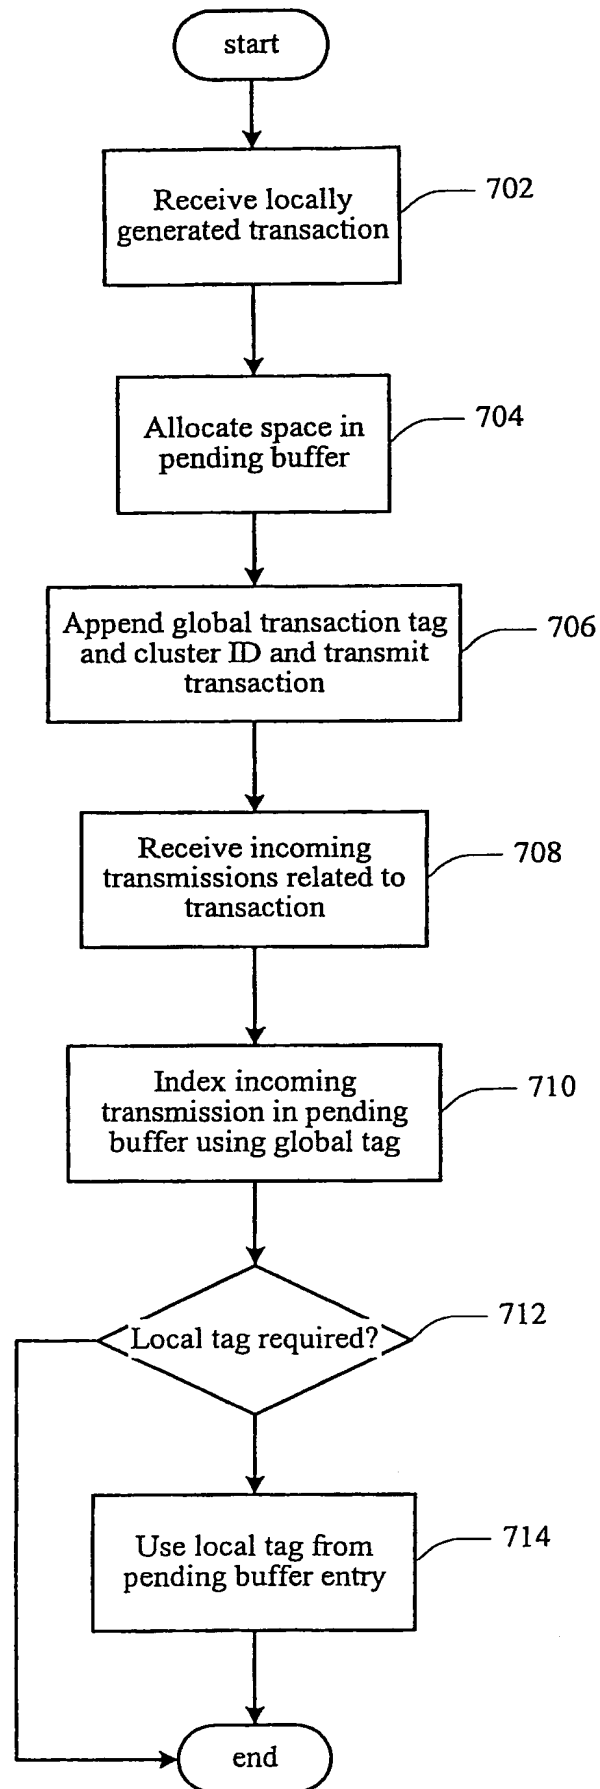 start
Receive locally
generated transaction
702
Allocate space in
pending buffer
704
Append global transaction tag
and cluster ID and transmit
transaction
706
Receive incoming
transmissions related to
transaction
708
Index incoming
transmission in pending
buffer using global tag
710
Local tag required?
712
Use local tag from
pending buffer entry
714
end